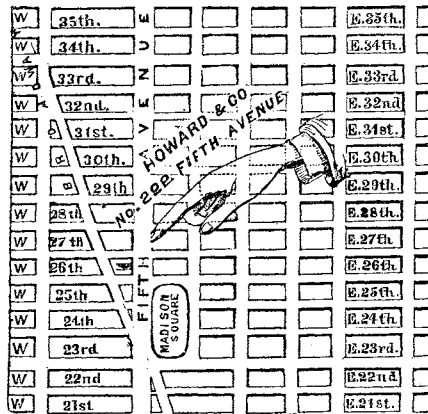 W 35th. E.35th.
W 34th. E.34th.
W 33rd. E.33rd
W 32nd. E.32nd
W 31st. E.31st.
W 30th. E.30th
W 29th E.29th.
W 28th E.28th.
W 27th E.27th
W 26th E.26th
W 25th E.25th.
W 24th E.24th
W 23rd E.23rd.
W 22nd E.22nd
W 21st E.21st.
BROADWAY
FIFTH AVENUE
HOWARD & CO
No. 222 FIFTH AVENUE
MADISON
SQUARE